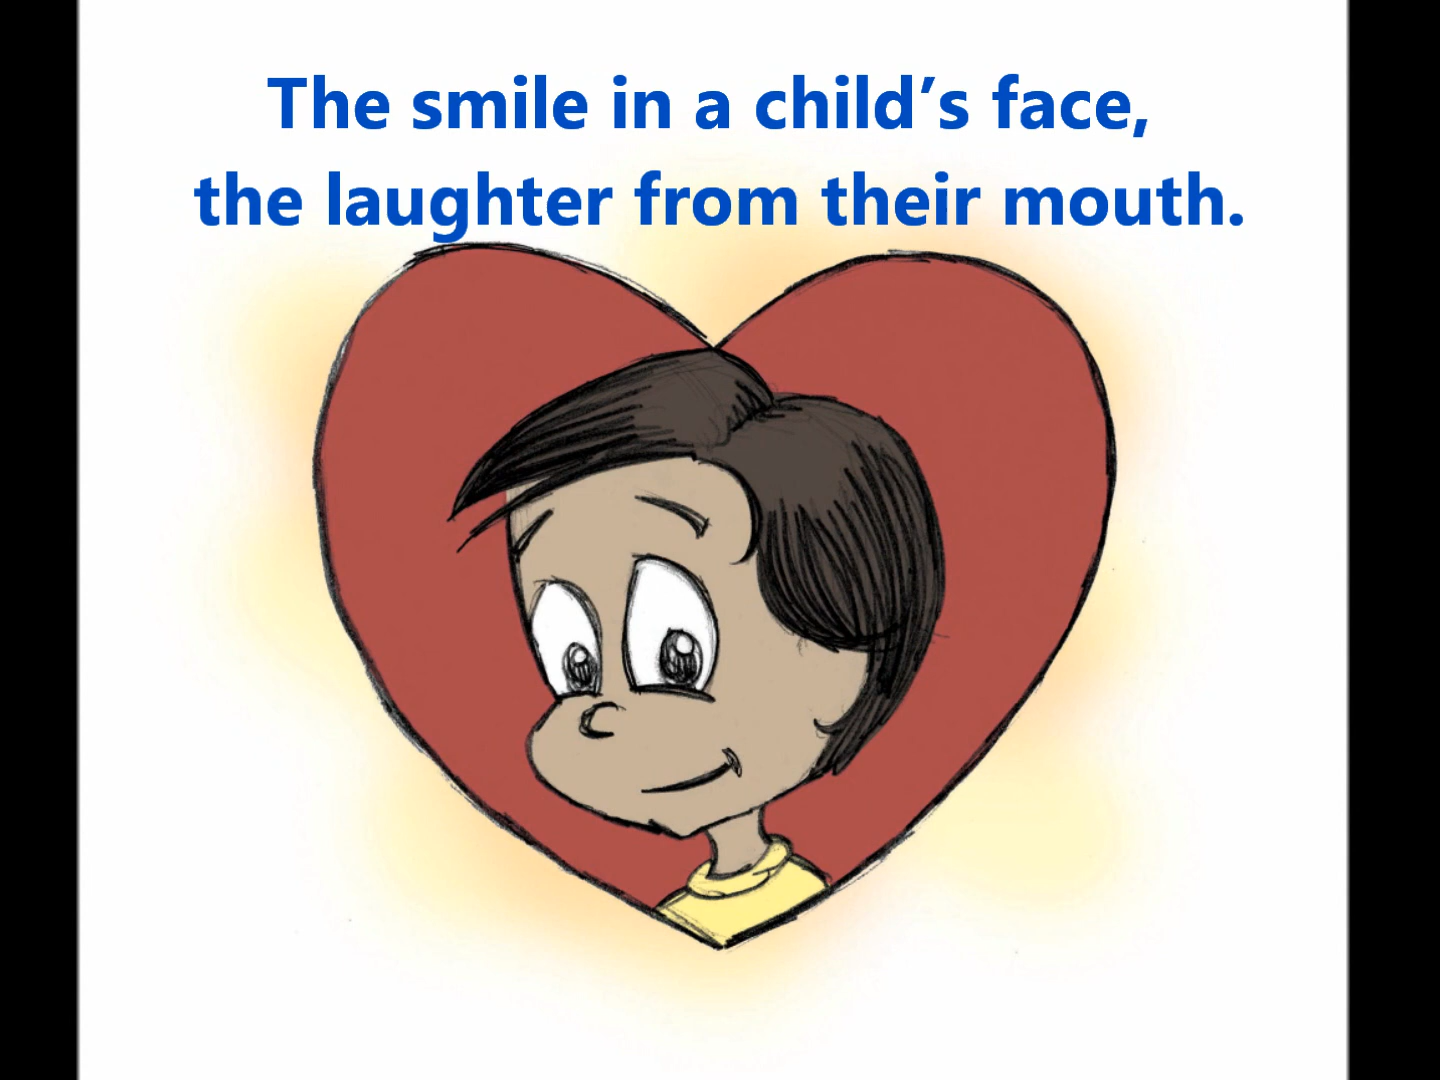 The smile in a child’s face,
the laughter from their mouth.